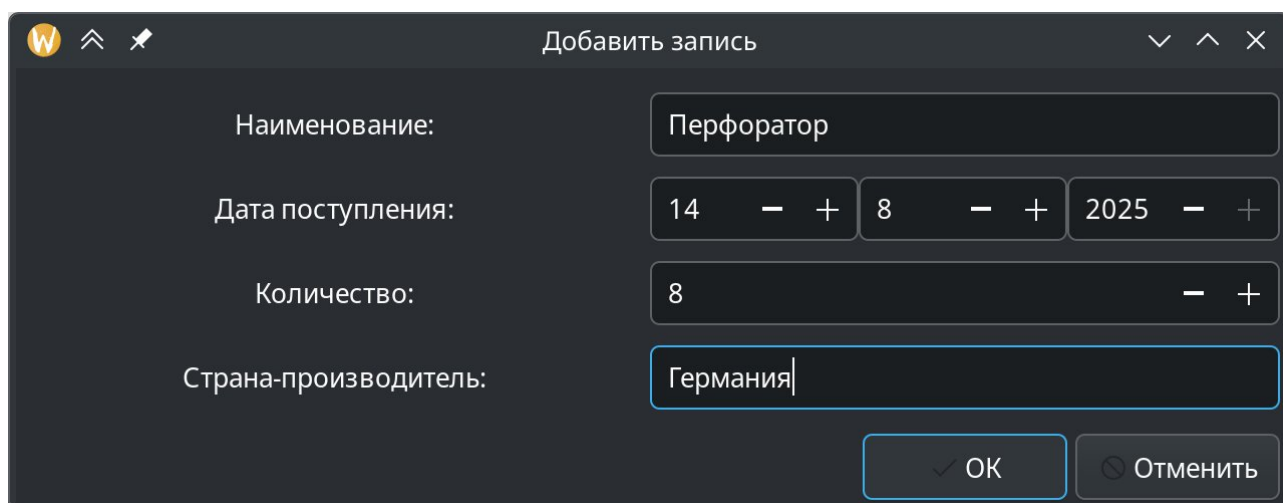 Добавить запись
Наименование: Перфоратор
Дата поступления: 14 8 2025
Количество: 8
Страна-производитель: Германия
OK Отменить